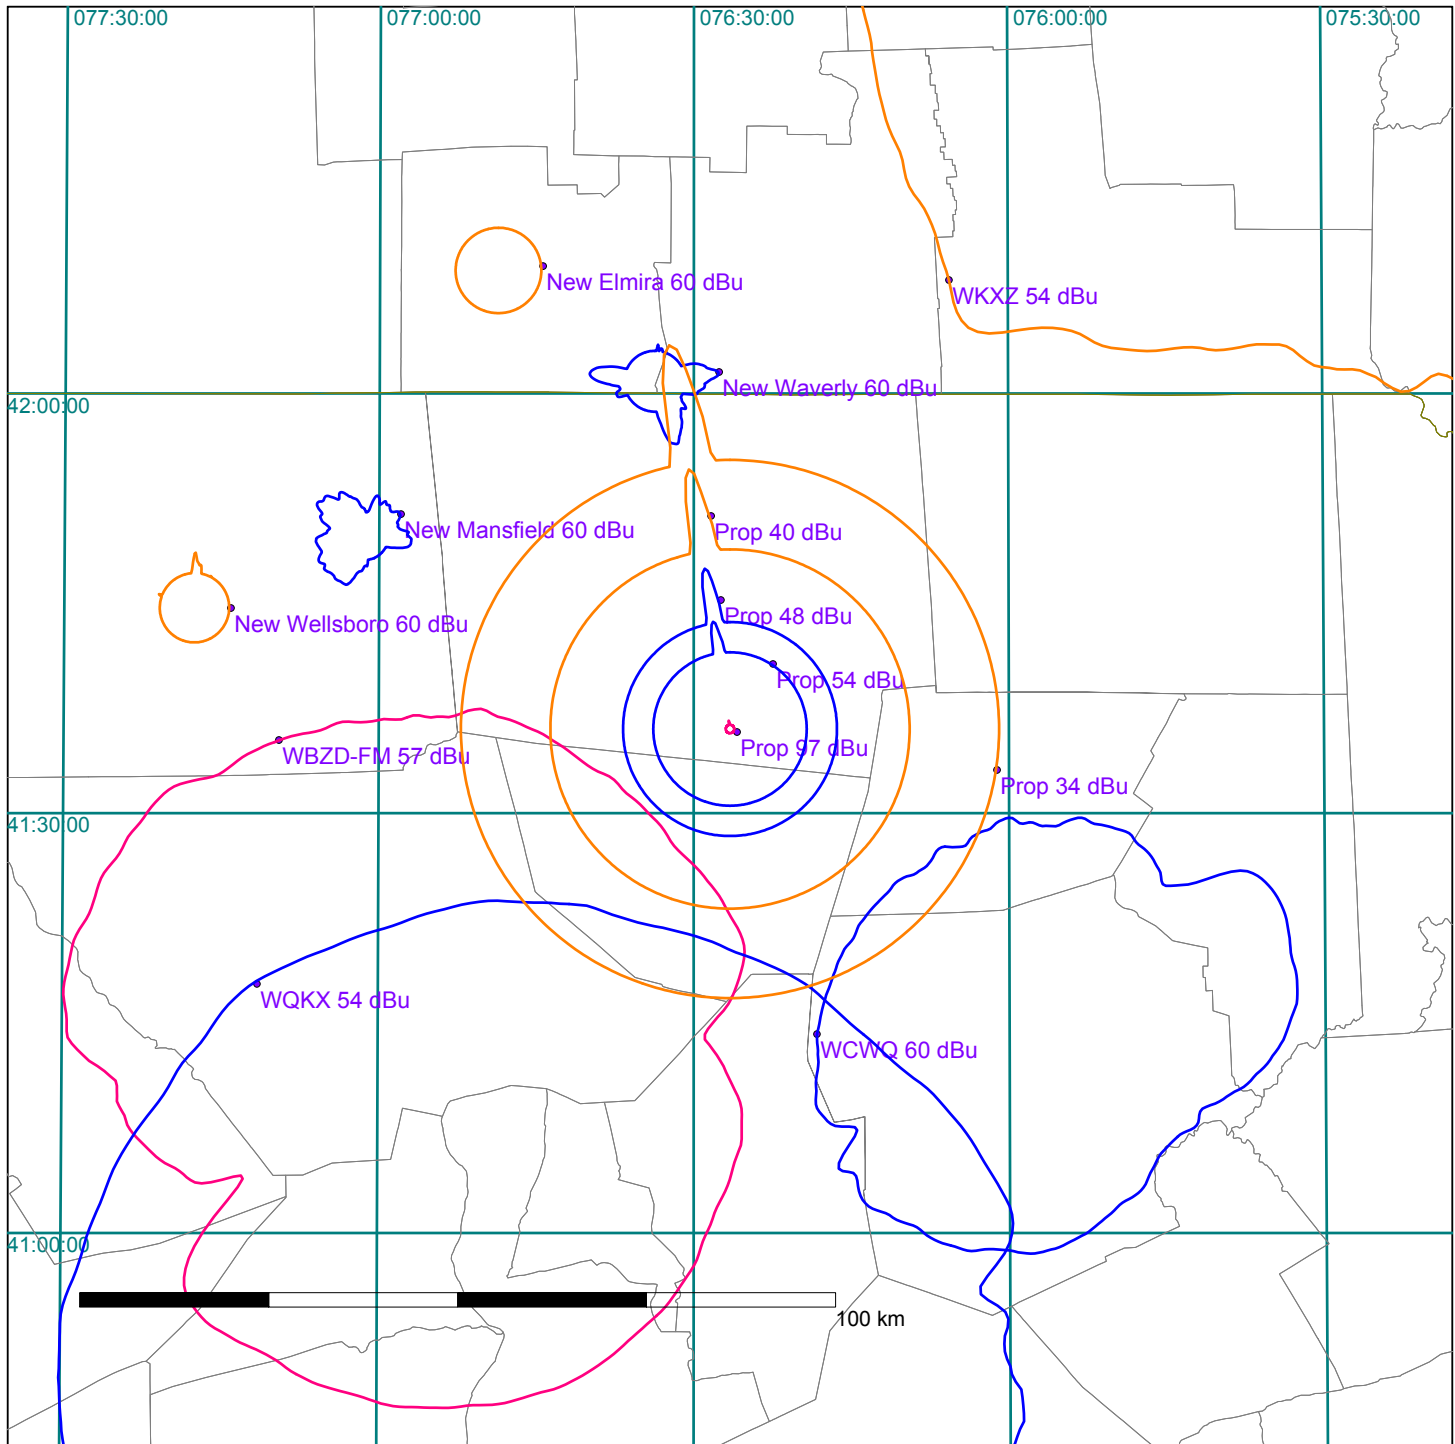 077:30:00
077:00:00
076:30:00
076:00:00
075:30:00
New Elmira 60 dBu
WKXZ 54 dBu
New Waverly 60 dBu
42:00:00
New Mansfield 60 dBu
Prop 40 dBu
Prop 48 dBu
New Wellsboro 60 dBu
Prop 54 dBu
Prop 97 dBu
WBZD-FM 57 dBu
Prop 34 dBu
41:30:00
WQKX 54 dBu
WCWQ 60 dBu
41:00:00
100 km